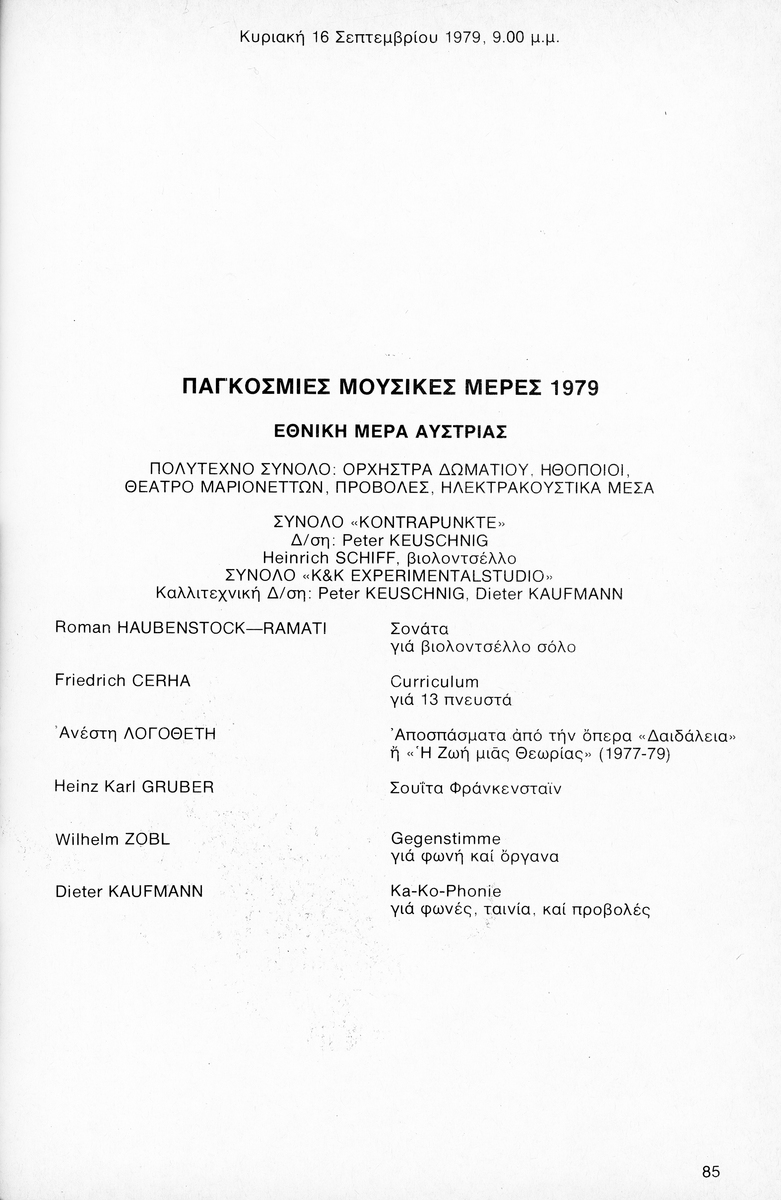 Κυριακή 16 Σεπτεμβρίου 1979, 9.00 μ.μ.
ΠΑΓΚΟΣΜΙΕΣ ΜΟΥΣΙΚΕΣ ΜΕΡΕΣ 1979
ΕΘΝΙΚΗ ΜΕΡΑ ΑΥΣΤΡΙΑΣ
ΠΟΛΥΤΕΧΝΟ ΣΥΝΟΛΟ: ΟΡΧΗΣΤΡΑ ΔΩΜΑΤΙΟΥ, ΗΘΟΠΟΙΟΙ,
ΘΕΑΤΡΟ ΜΑΡΙΟΝΕΤΤΩΝ, ΠΡΟΒΟΛΕΣ, ΗΛΕΚΤΡΑΚΟΥΣΤΙΚΑ ΜΕΣΑ
ΣΥΝΟΛΟ «KONTRAPUNKTE»
Δ/ση: Peter KEUSCHNIG
Heinrich SCHIFF, βιολοντσέλλο
ΣΥΝΟΛΟ «K&K EXPERIMENTALSTUDIO»
Καλλιτεχνική Δ/ση: Peter KEUSCHNIG, Dieter KAUFMANN
Roman HAUBENSTOCK—RAMATI Σονάτα
γιά βιολοντσέλλο σόλο
Friedrich CERHA Curriculum
γιά 13 πνευστά
Ἀνέστη ΛΟΓΟΘΕΤΗ Ἀποσπάσματα ἀπό τήν ὄπερα «Δαιδάλεια»
ἤ «Ἡ Ζωή μιᾶς Θεωρίας» (1977-79)
Heinz Karl GRUBER Σουΐτα Φράνκενσταϊν
Wilhelm ZOBL Gegenstimme
γιά φωνή καί ὄργανα
Dieter KAUFMANN Ka-Ko-Phonie
γιά φωνές, ταινία, καί προβολές
85